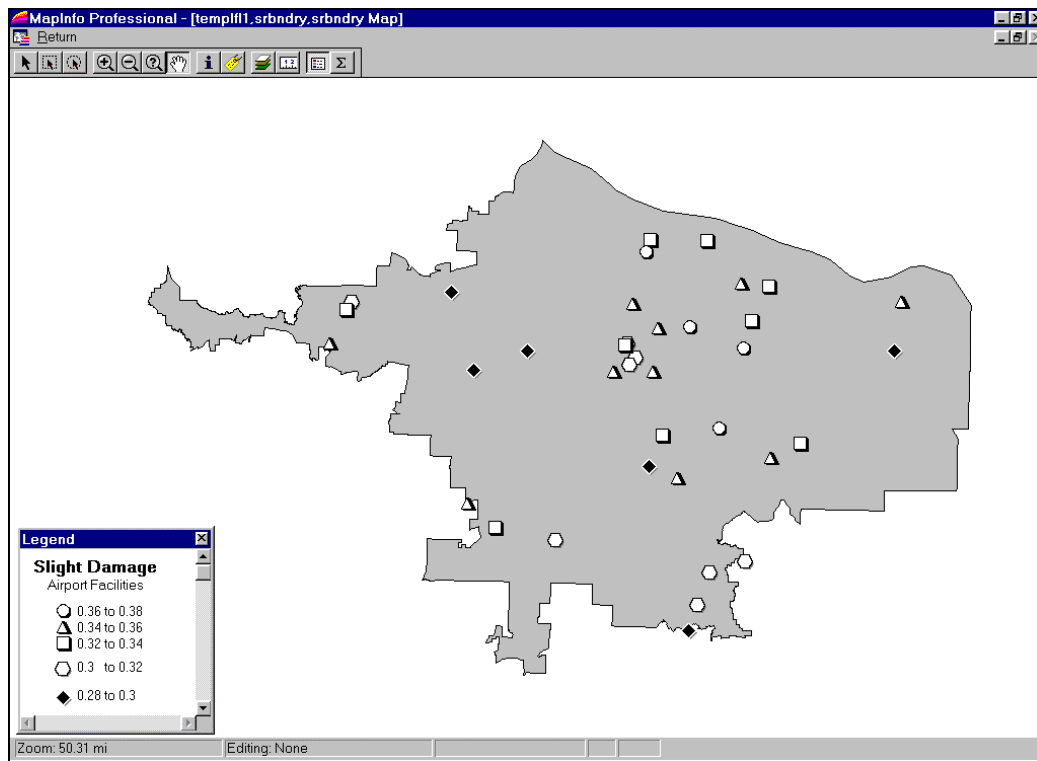 MapInfo Professional - [templfl1,srbndry,srbndry Map]
Return
Legend
Slight Damage
Airport Facilities
0.36 to 0.38
0.34 to 0.36
0.32 to 0.34
0.3 to 0.32
0.28 to 0.3
Zoom: 50.31 mi
Editing: None